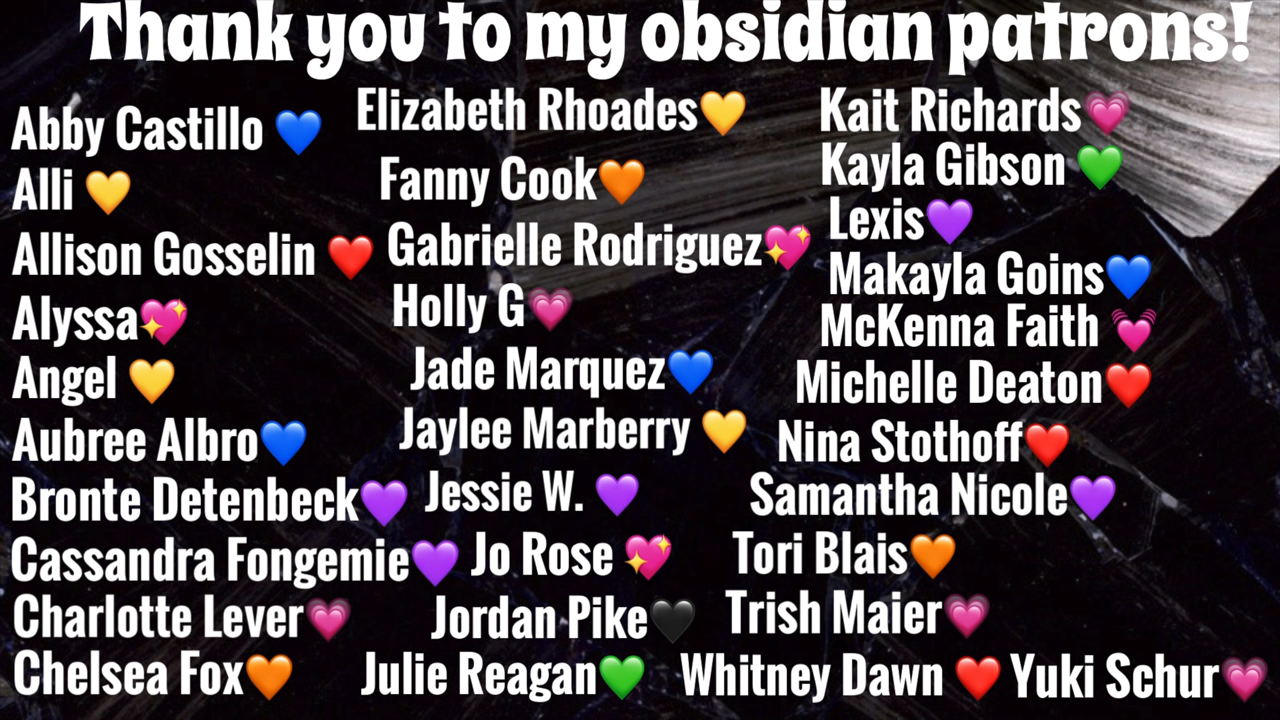 Thank you to my obsidian patrons!
Abby Castillo 💙
Alli 💛
Allison Gosselin ❤️
Alyssa💖
Angel 💛
Aubree Albro💙
Bronte Detenbeck💜
Cassandra Fongemie💜
Charlotte Lever💗
Chelsea Fox🧡
Elizabeth Rhoades💛
Fanny Cook🧡
Gabrielle Rodriguez💖
Holly G💗
Jade Marquez💙
Jaylee Marberry 💛
Jessie W. 💜
Jo Rose 💖
Jordan Pike🖤
Julie Reagan💚
Kait Richards💗
Kayla Gibson 💚
Lexis💜
Makayla Goins💙
McKenna Faith 💓
Michelle Deaton❤️
Nina Stothoff❤️
Samantha Nicole💜
Tori Blais🧡
Trish Maier💗
Whitney Dawn ❤️
Yuki Schur💗